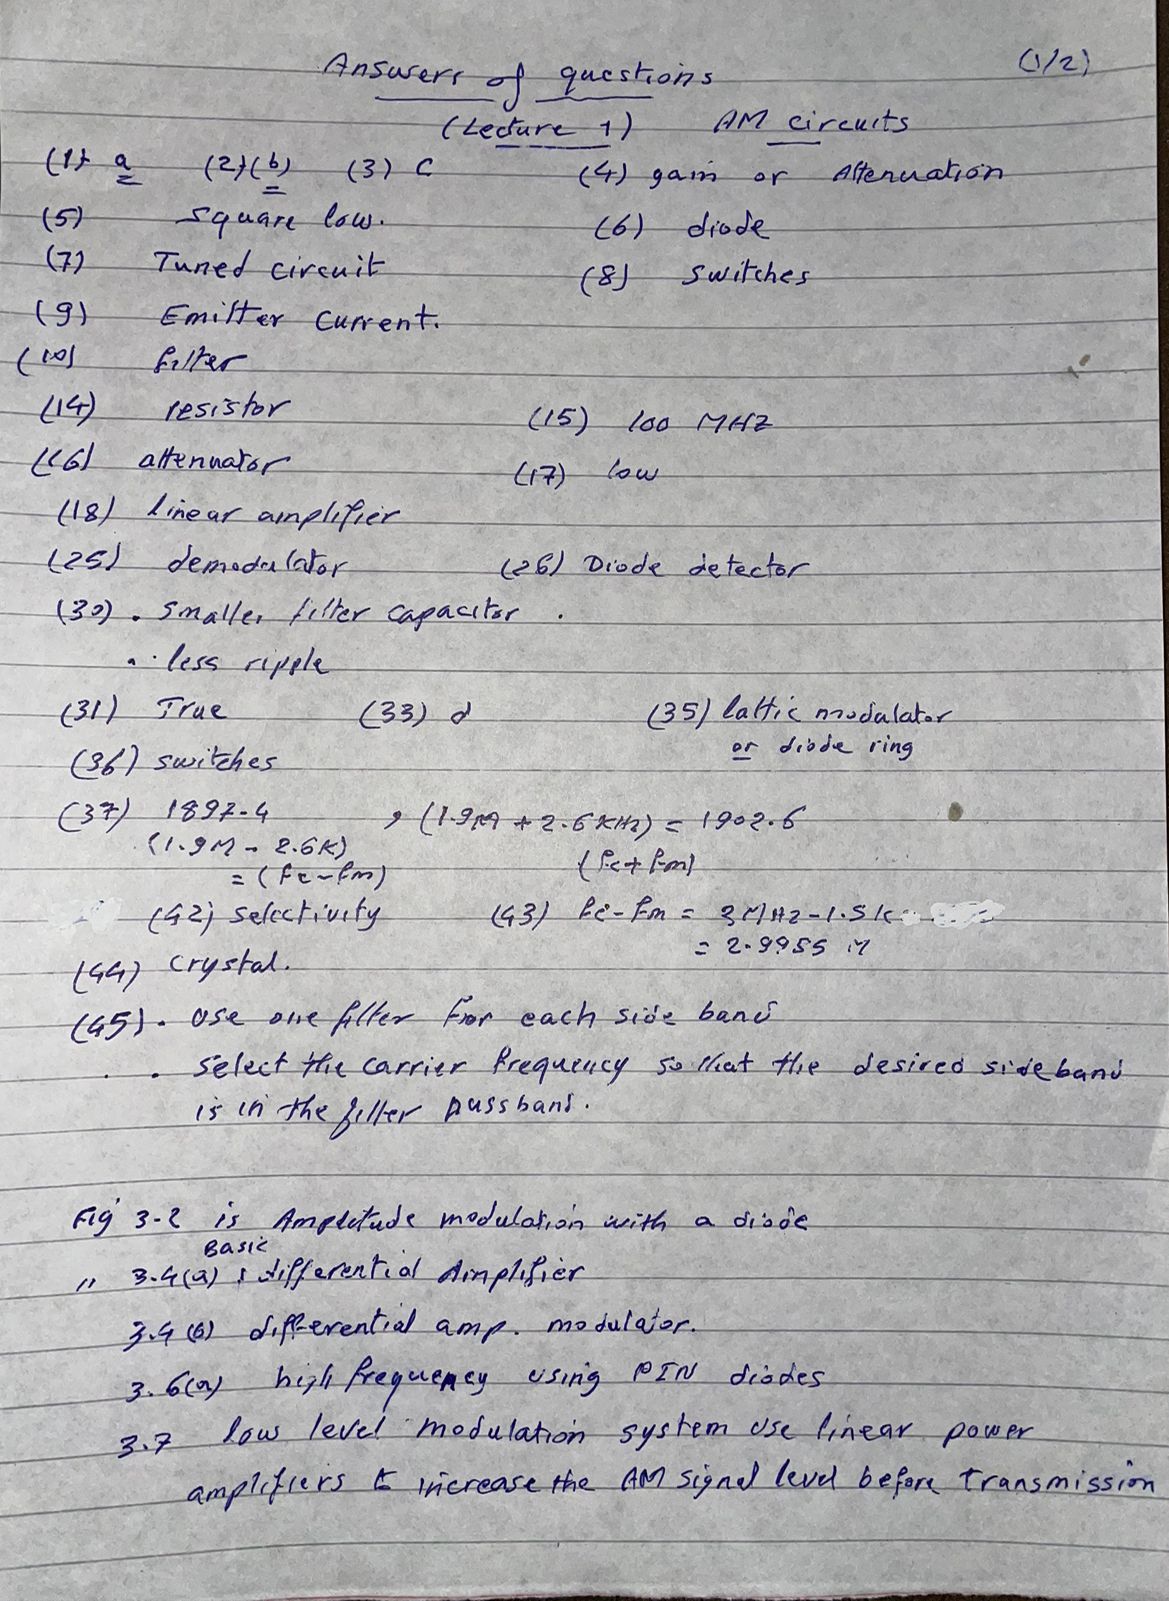 (1/2)
Answers of questions
(Lecture 1) AM circuits
(1) a (2) (b) (3) C (4) gain or Attenuation
(5) square low. (6) diode
(7) Tuned circuit (8) switches
(9) Emitter current.
(10) filter
(14) resistor (15) 100 MHZ
(16) attenuator (17) low
(18) linear amplifier
(25) demodulator (26) Diode detector
(30) . smaller filter capacitor .
. less ripple
(31) True (33) d (35) lattic modulator
or diode ring
(36) switches
(37) 1897.4 , (1.9M + 2.6 KHz) = 1902.6
(1.9M - 2.6K) (fc + fm)
= (fc - fm)
(42) selectivity (43) fc - fm = 3 MHz - 1.5 k
= 2.9955 M
(44) crystal.
(45) . Use one filter for each side band
. select the carrier frequency so that the desired sideband
is in the filter passband.
Fig 3-2 is Amplitude modulation with a diode
Basic
" 3.4(a) : differential Amplifier
3.4 (b) differential amp. modulator.
3.6(a) high frequency using PIN diodes
3.7 low level modulation system use linear power
amplifiers to increase the AM signal level before transmission